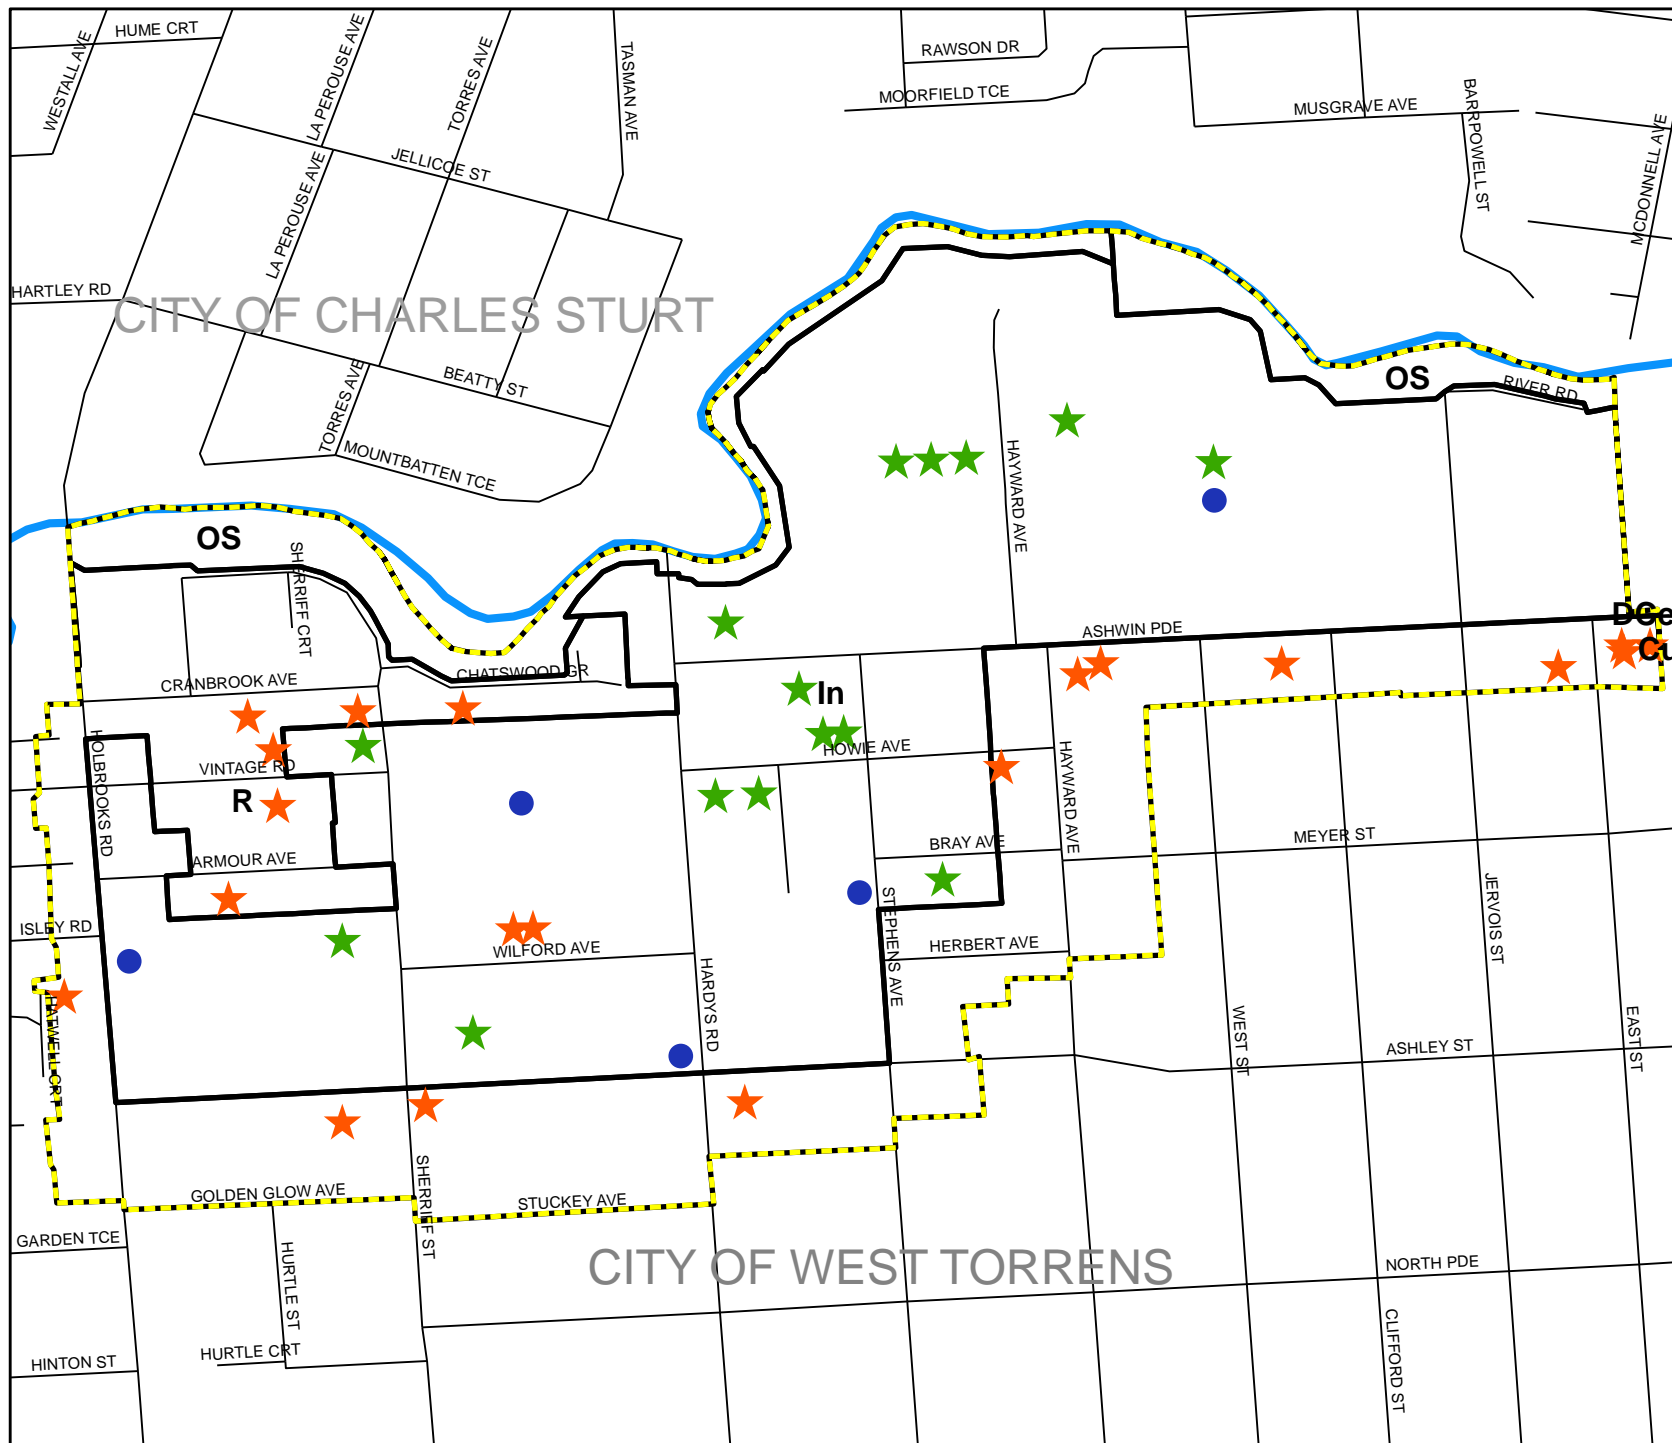 HUME CRT
WESTALL AVE
LA PEROUSE AVE
TORRES AVE
TASMAN AVE
RAWSON DR
MOORFIELD TCE
MUSGRAVE AVE
BARRPOWELL ST
MCDONNELL AVE
JELLICOE ST
LA PEROUSE AVE
HARTLEY RD
CITY OF CHARLES STURT
BEATTY ST
TORRES AVE
MOUNTBATTEN TCE
OS
RIVER RD
HAYWARD AVE
OS
SHERRIFF CRT
ASHWIN PDE
CHATSWOOD GR
CRANBROOK AVE
In
HOWIE AVE
HOLBROOKS RD
VINTAGE RD
R
HAYWARD AVE
BRAY AVE
MEYER ST
ARMOUR AVE
ISLEY RD
WILFORD AVE
STEPHENS AVE
HERBERT AVE
JERVOIS ST
HARDYS RD
HATWELL CRT
WEST ST
EAST ST
ASHLEY ST
GOLDEN GLOW AVE
SHERRIFF ST
STUCKEY AVE
GARDEN TCE
HURTLE ST
CITY OF WEST TORRENS
NORTH PDE
CLIFFORD ST
HURTLE CRT
HINTON ST